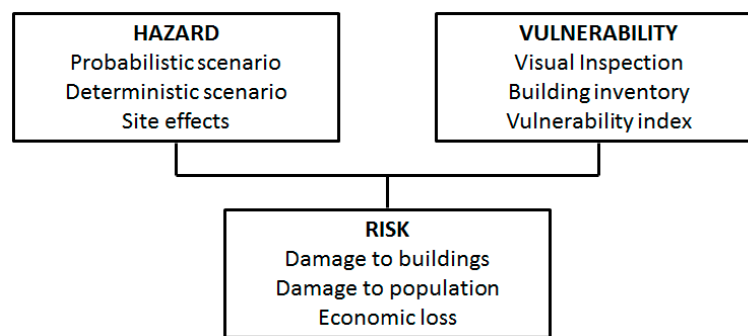 HAZARD
Probabilistic scenario
Deterministic scenario
Site effects
VULNERABILITY
Visual Inspection
Building inventory
Vulnerability index
RISK
Damage to buildings
Damage to population
Economic loss